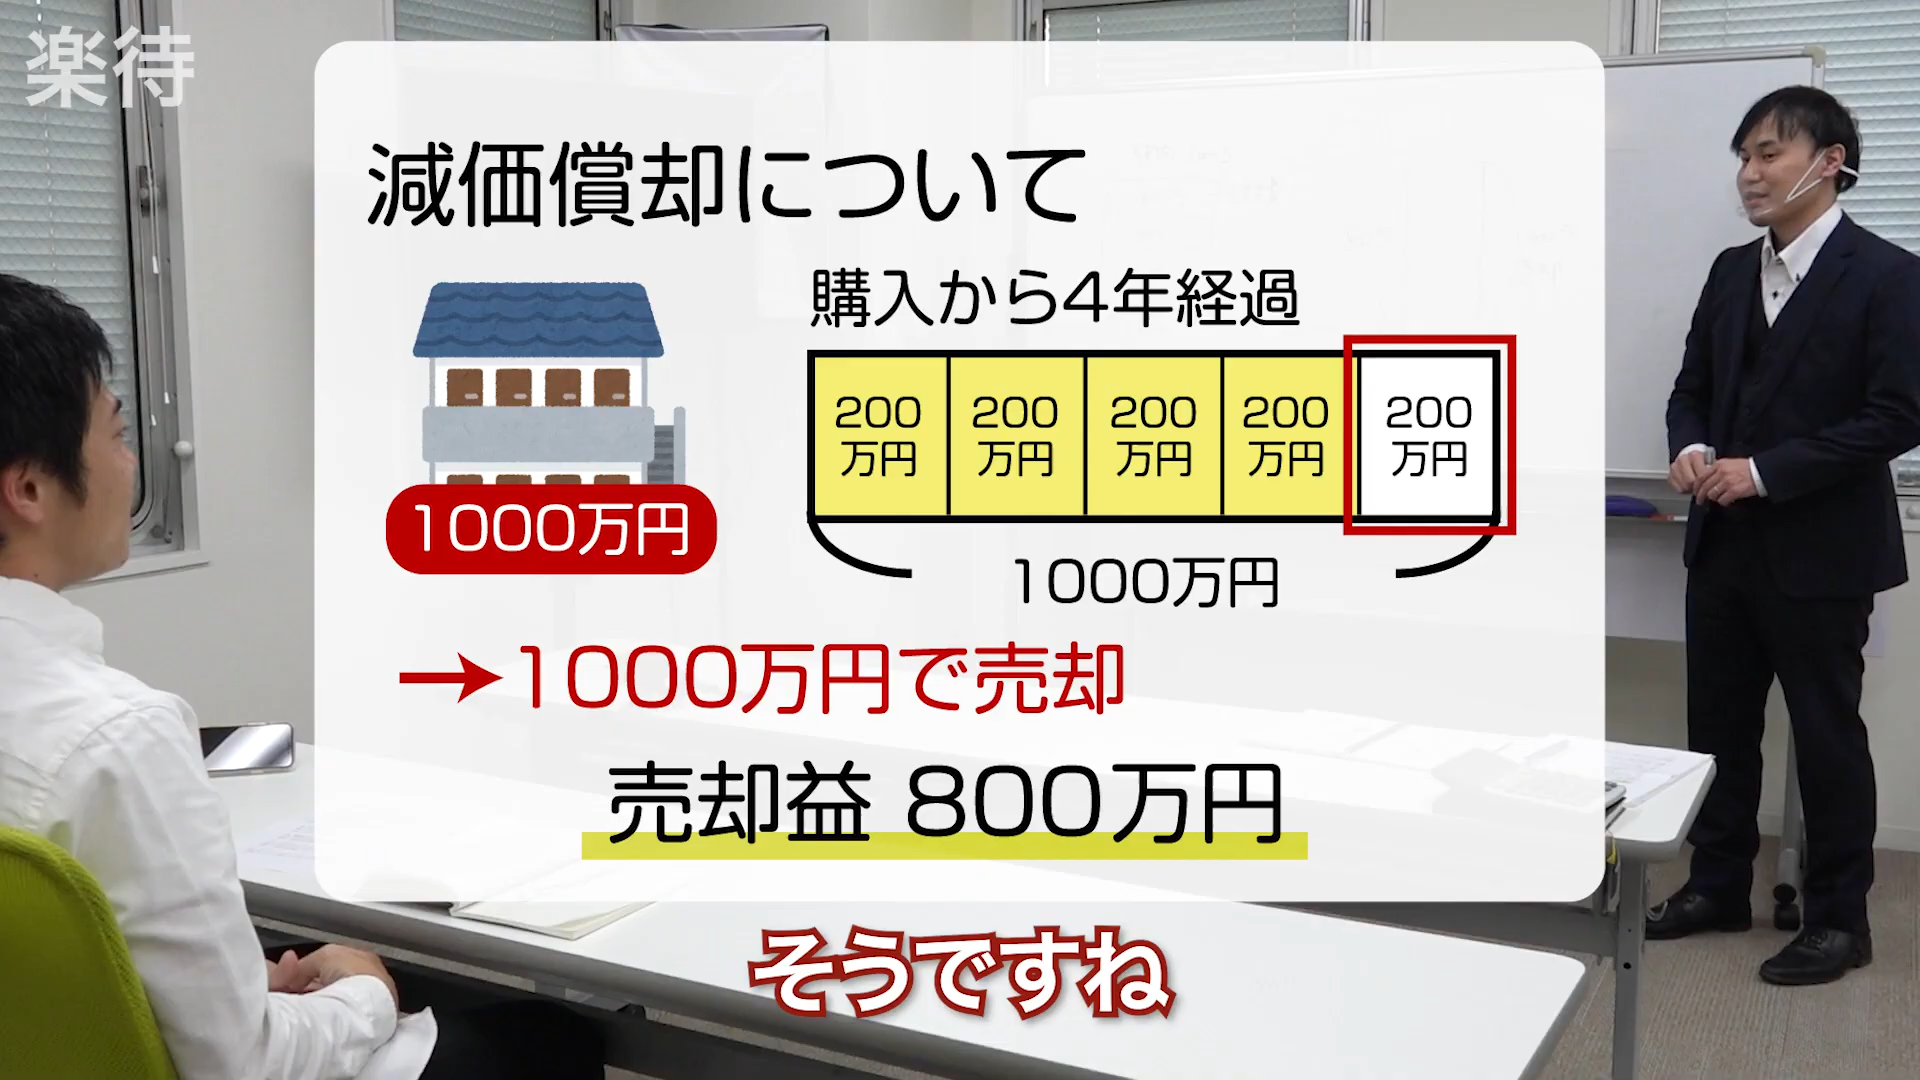 楽待
減価償却について
購入から4年経過
200
万円
200
万円
200
万円
200
万円
200
万円
1000万円
1000万円
→1000万円で売却
売却益 800万円
そうですね